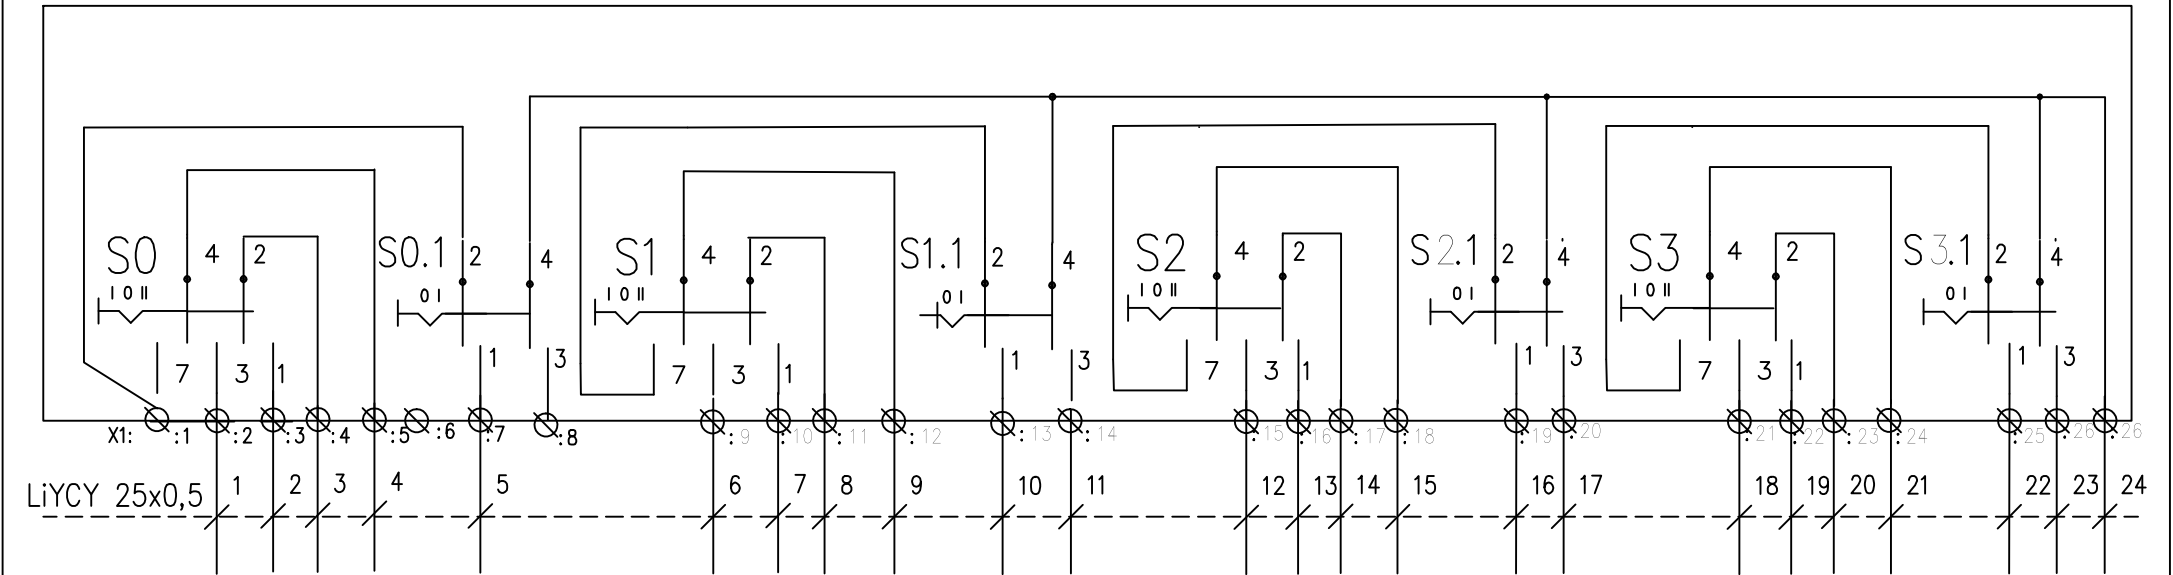 S0 4 2 S0.1 2 4 S1 4 2 S1.1 2 4 S2 4 2 S2.1 2 4 S3 4 2 S3.1 2 4
I 0 II 0 I I 0 II 0 I I 0 II 0 I I 0 II 0 I
7 3 1 1 3 7 3 1 1 3 7 3 1 1 3 7 3 1 1 3
X1: :1 :2 :3 :4 :5 :6 :7 :8 :9 :10 :11 :12 :13 :14 :15 :16 :17 :18 :19 :20 :21 :22 :23 :24 :25 :26 :26
LiYCY 25x0,5 1 2 3 4 5 6 7 8 9 10 11 12 13 14 15 16 17 18 19 20 21 22 23 24